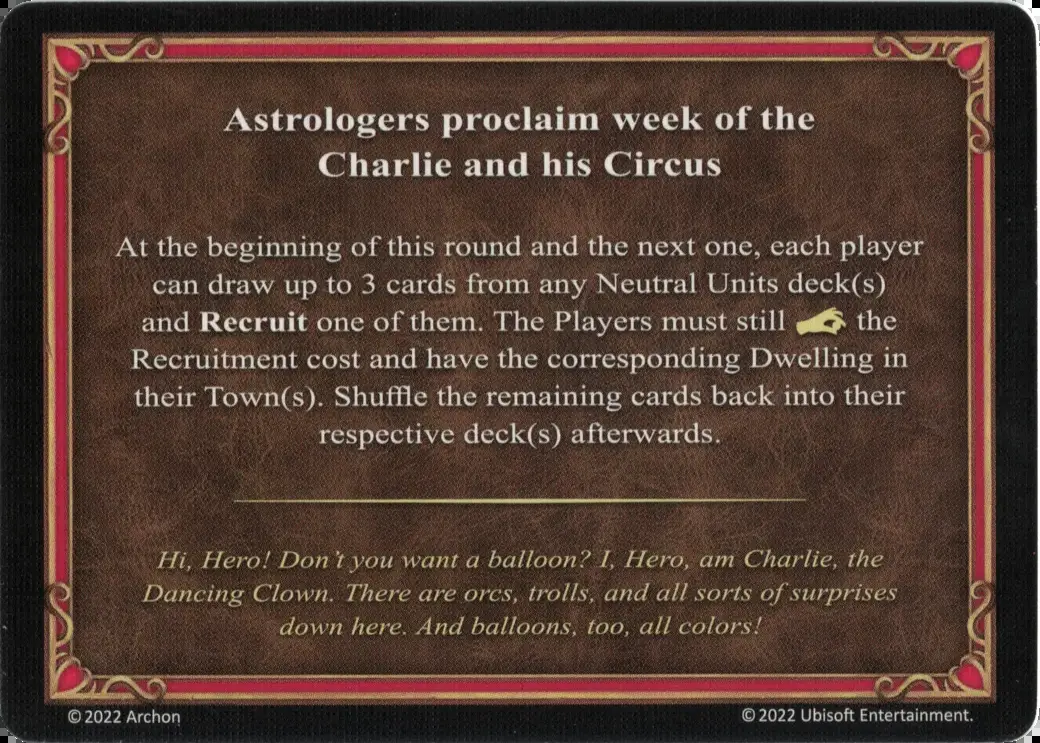 Astrologers proclaim week of the
Charlie and his Circus
At the beginning of this round and the next one, each player
can draw up to 3 cards from any Neutral Units deck(s)
and Recruit one of them. The Players must still the
Recruitment cost and have the corresponding Dwelling in
their Town(s). Shuffle the remaining cards back into their
respective deck(s) afterwards.
Hi, Hero! Don't you want a balloon? I, Hero, am Charlie, the
Dancing Clown. There are orcs, trolls, and all sorts of surprises
down here. And balloons, too, all colors!
© 2022 Archon
© 2022 Ubisoft Entertainment.